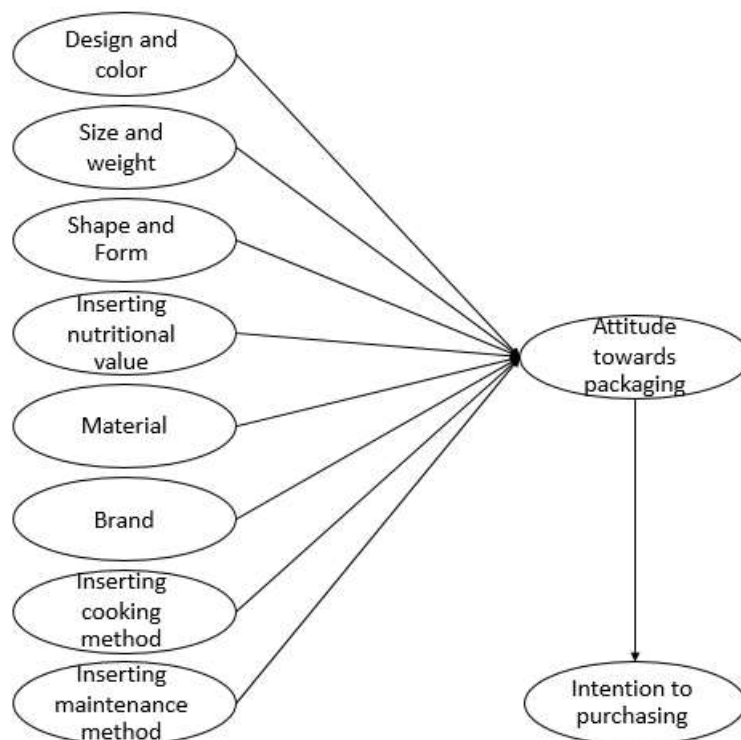 Design and
color
Size and
weight
Shape and
Form
Inserting
nutritional
value
Material
Brand
Inserting
cooking
method
Inserting
maintenance
method
Attitude
towards
packaging
Intention to
purchasing